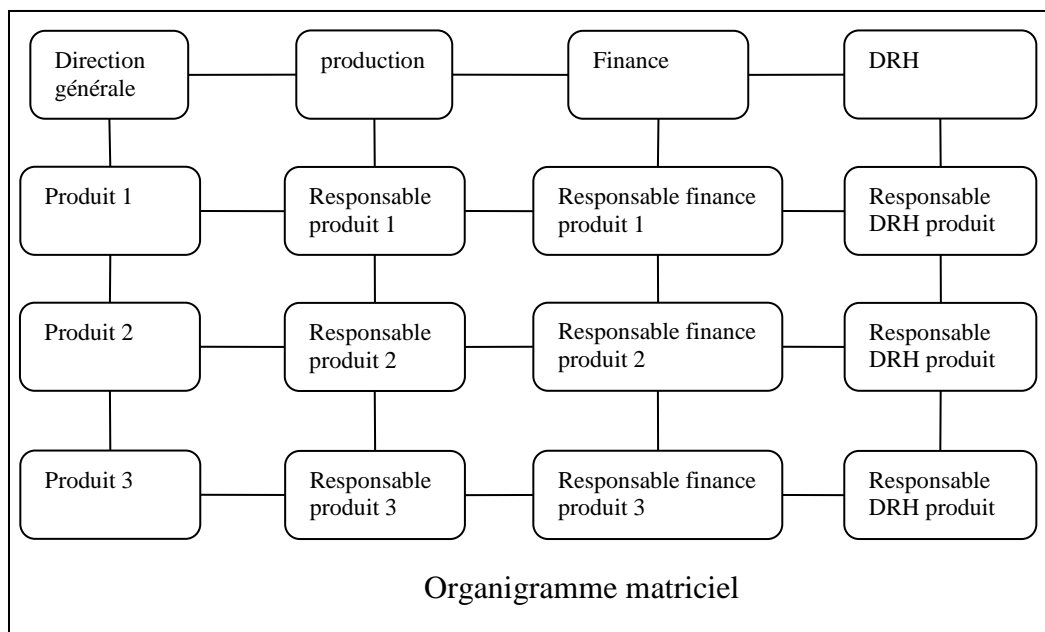 Direction
générale
production
Finance
DRH
Produit 1
Responsable
produit 1
Responsable finance
produit 1
Responsable
DRH produit
Produit 2
Responsable
produit 2
Responsable finance
produit 2
Responsable
DRH produit
Produit 3
Responsable
produit 3
Responsable finance
produit 3
Responsable
DRH produit
Organigramme matriciel